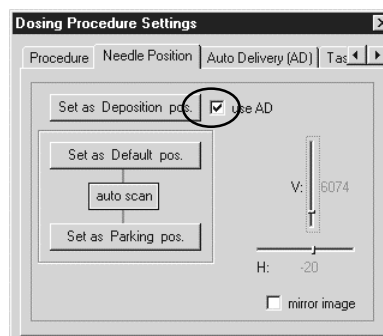 Dosing Procedure Settings
Procedure Needle Position Auto Delivery (AD)
Set as Deposition pos. use AD
Set as Default pos.
auto scan
Set as Parking pos.
V: 6074
H: -20
mirror image